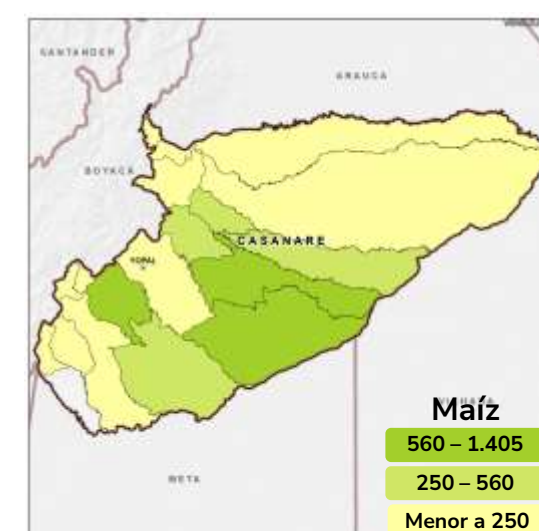 SANTANDER
ARAUCA
BOYACÁ
CASANARE
YOPAL
META
Maíz
560 – 1.405
250 – 560
Menor a 250